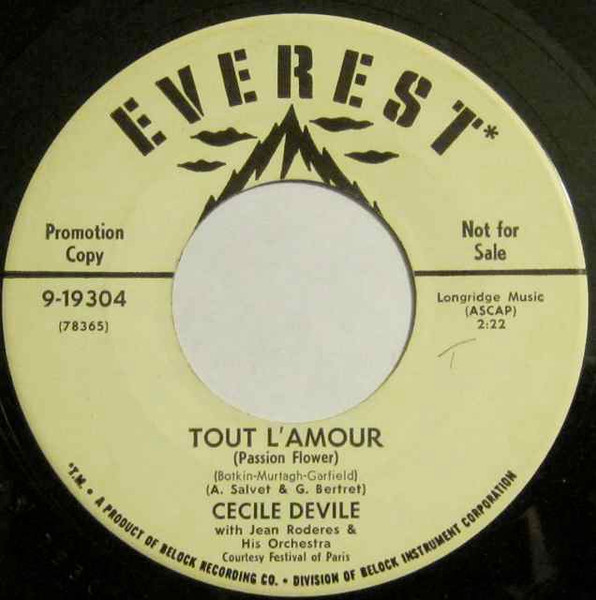 EVEREST*
Promotion
Copy
Not for
Sale
9-19304
(78365)
Longridge Music
(ASCAP)
2:22
T
TOUT L'AMOUR
(Passion Flower)
(Botkin-Murtagh-Garfield)
(A. Salvet & G. Bertret)
CECILE DEVILE
with Jean Roderes &
His Orchestra
Courtesy Festival of Paris
*T.M. • A PRODUCT OF BELOCK RECORDING CO. • DIVISION OF BELOCK INSTRUMENT CORPORATION